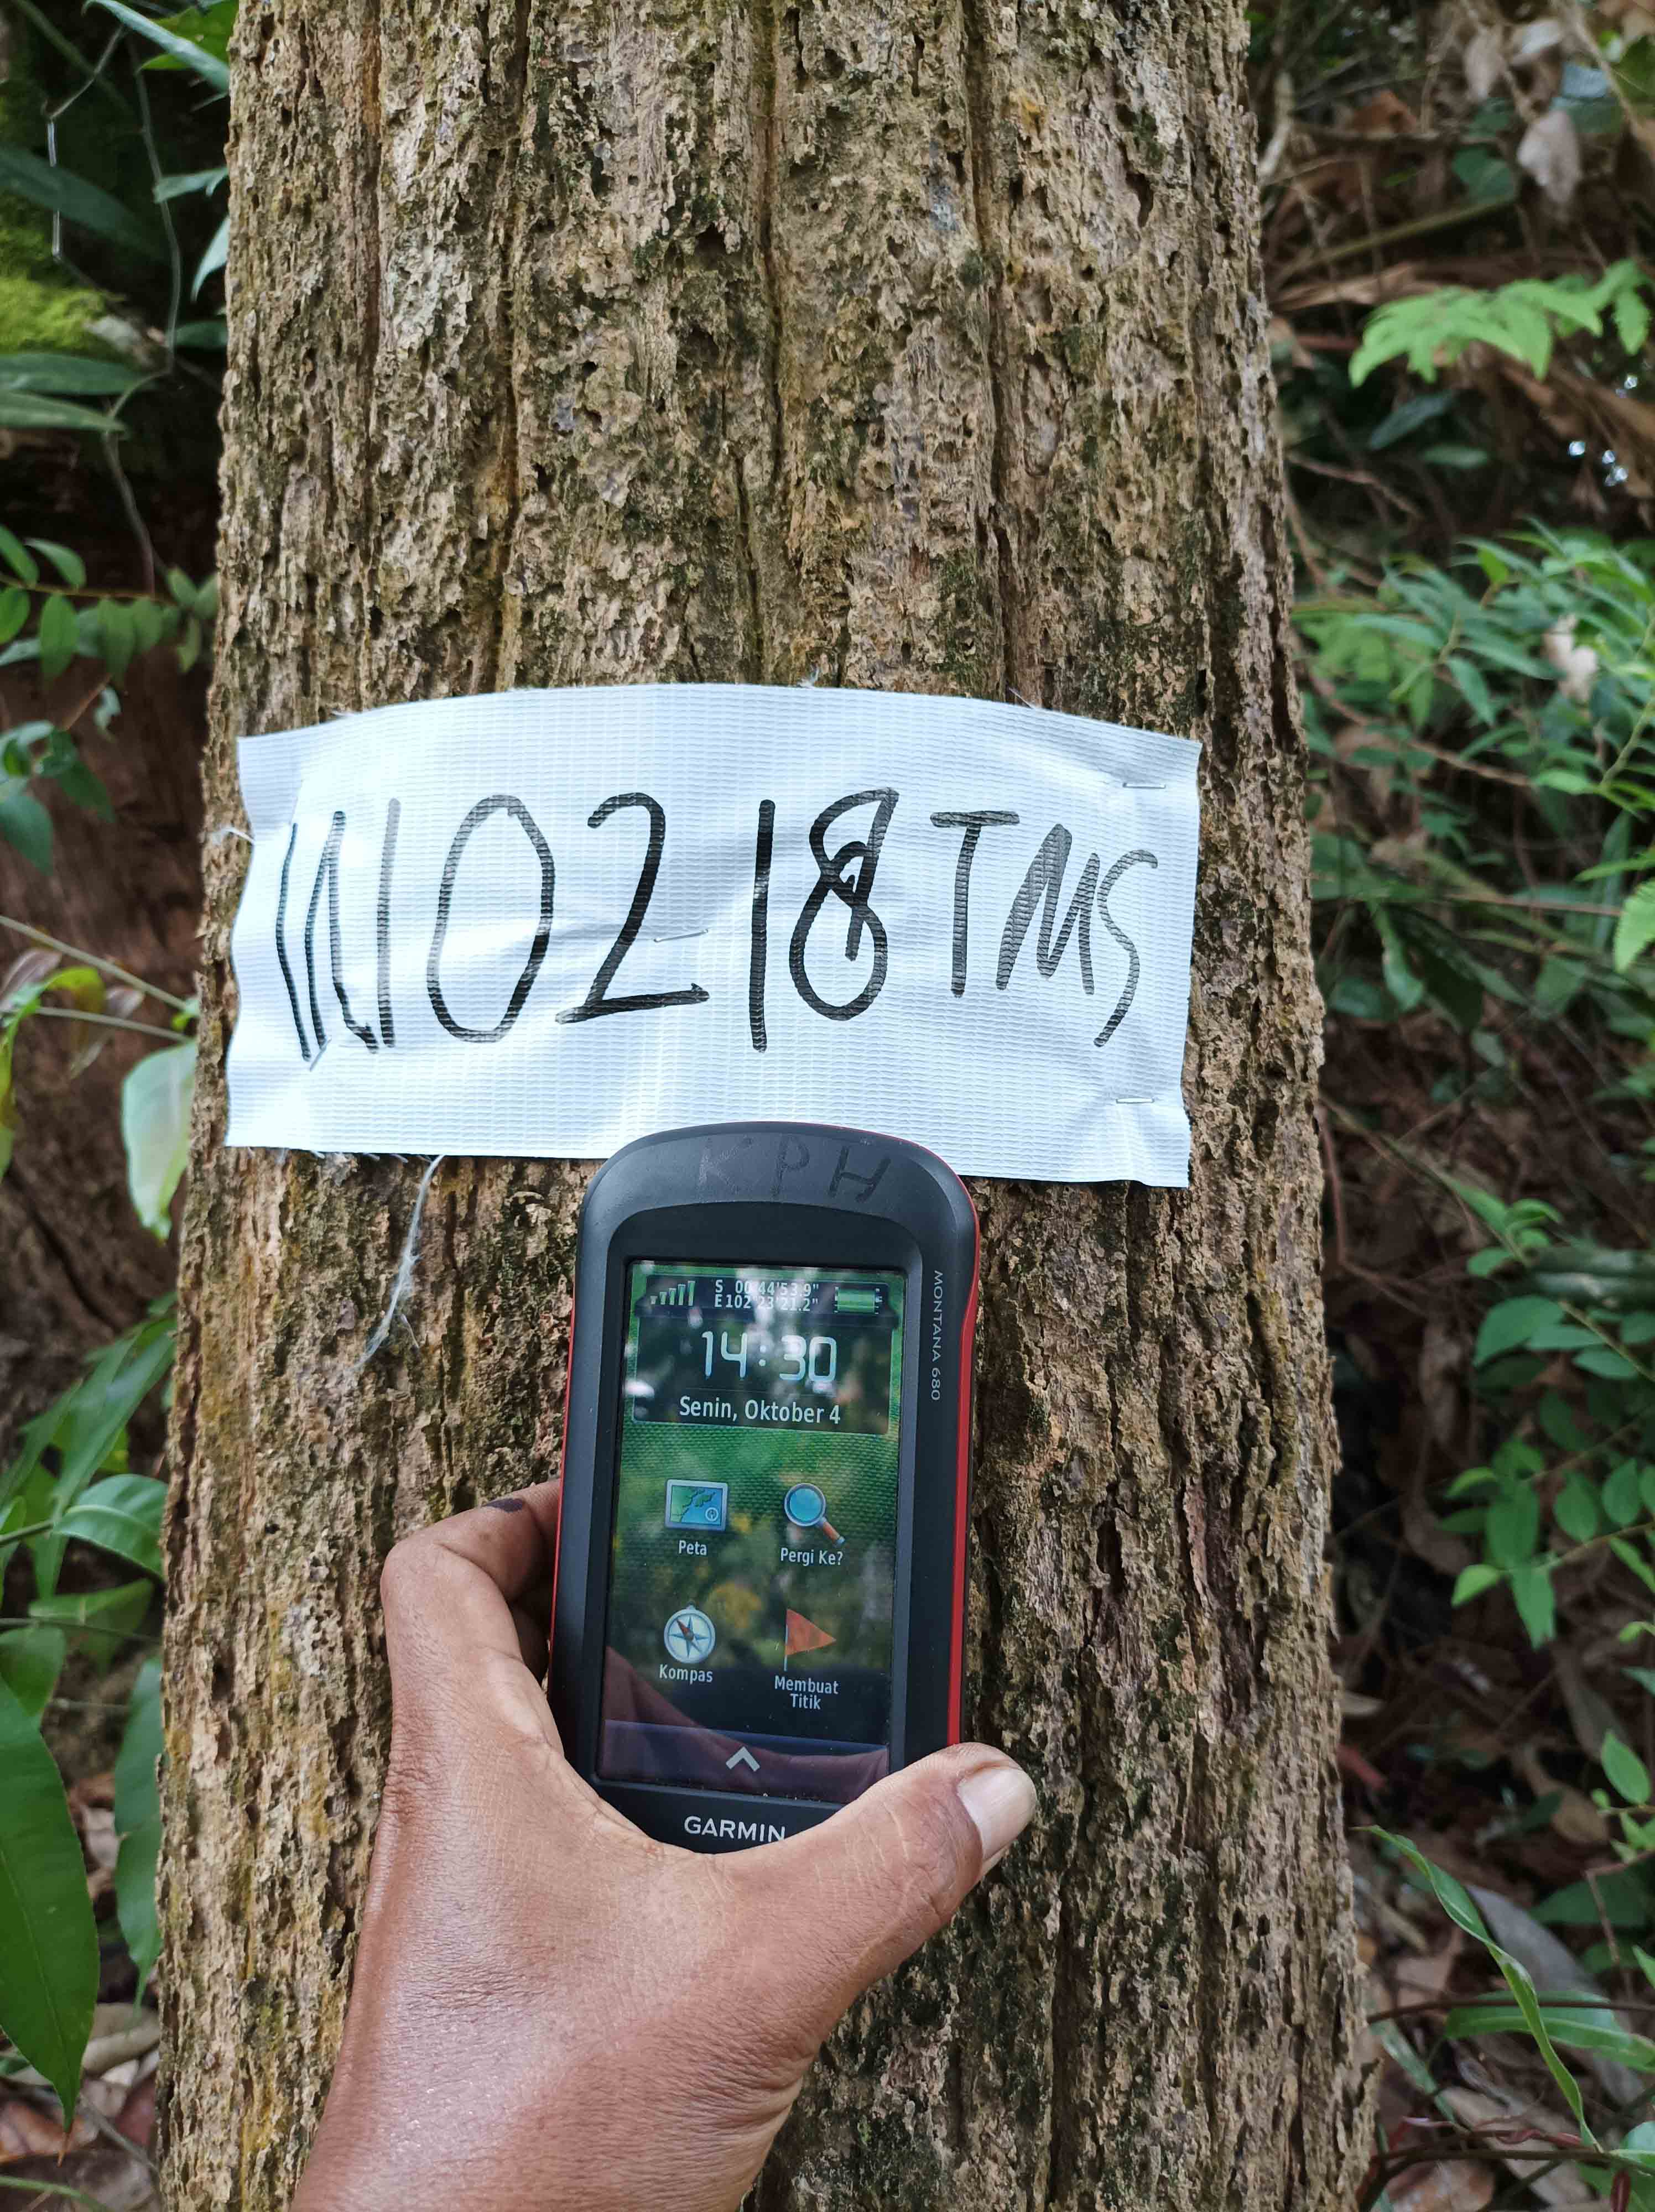 KPH
MONTANA 680
S 00°44'53.9"
E102°23'21.2"
14:30
Senin, Oktober 4
Peta
Pergi Ke?
Kompas
Membuat
Titik
GARMIN